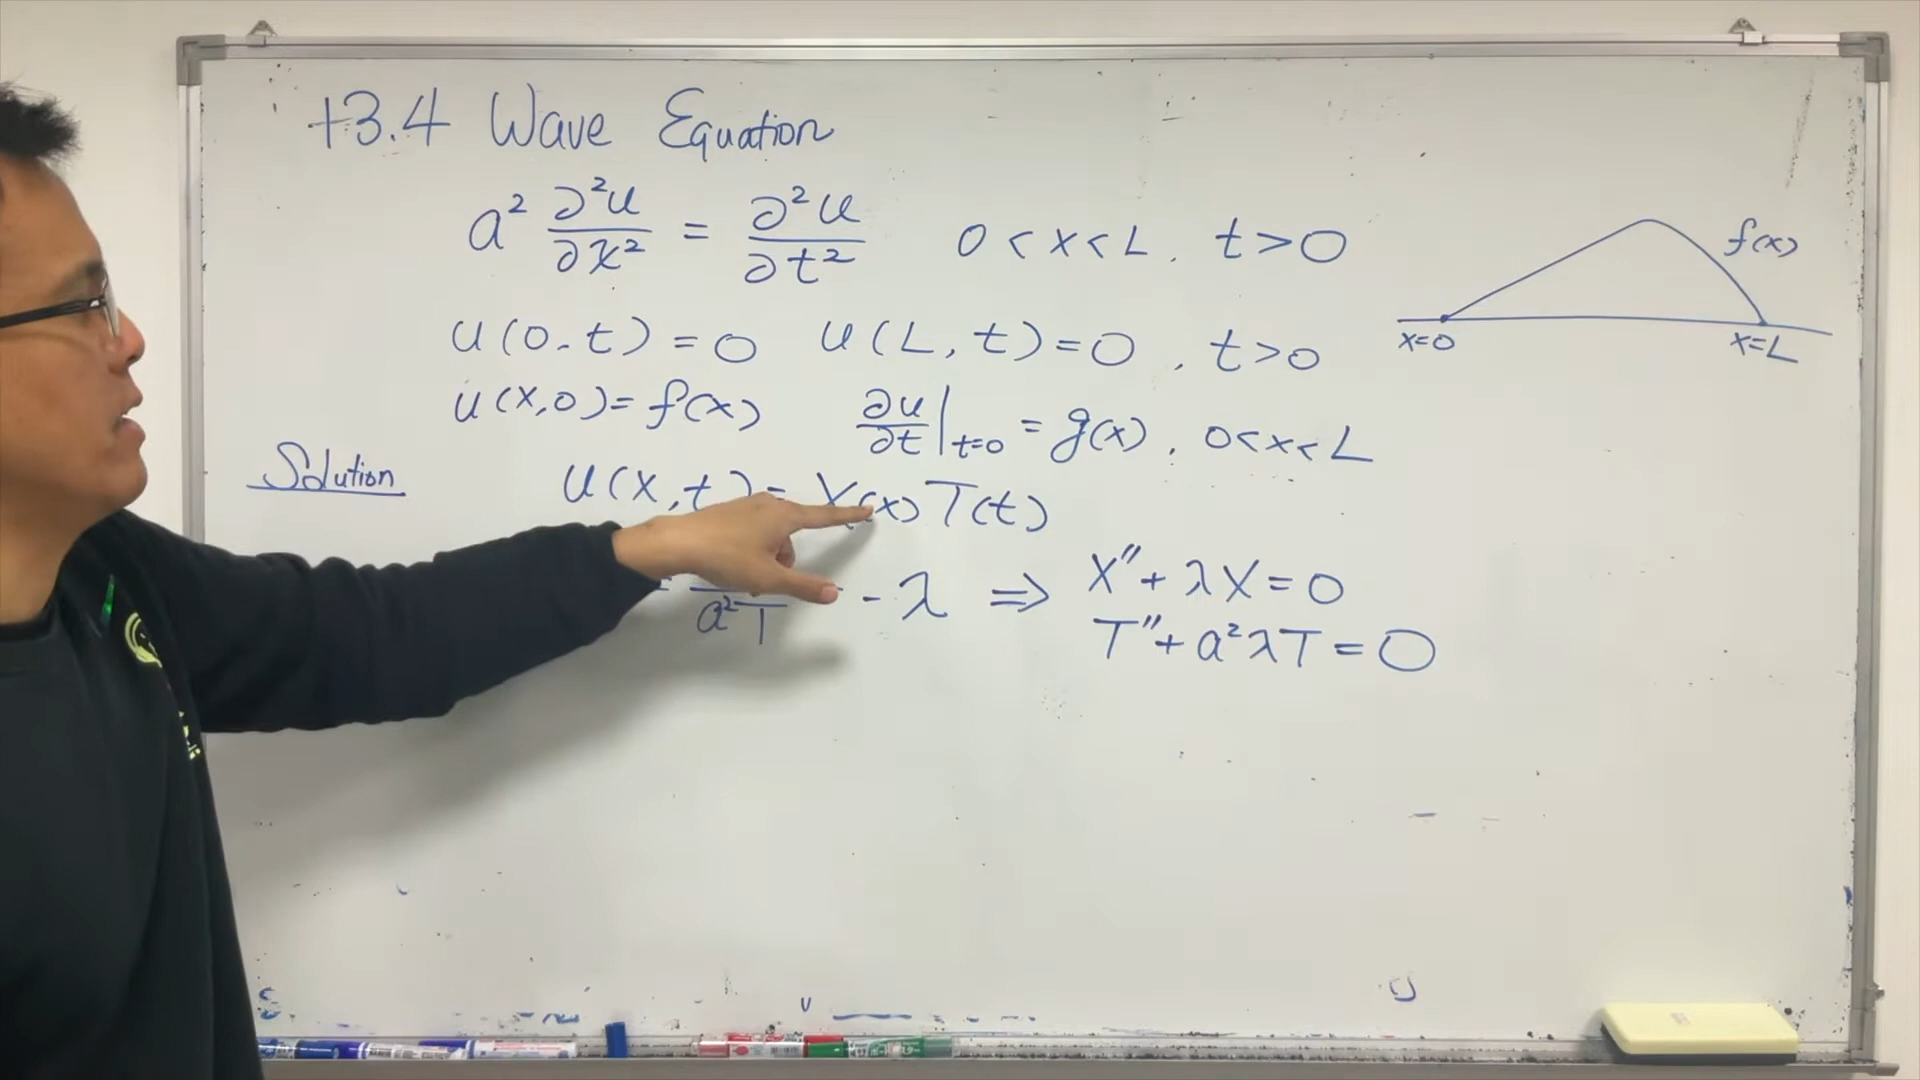 13.4 Wave Equation
a² ∂²u/∂x² = ∂²u/∂t² 0 < x < L, t > 0
u(0,t) = 0 u(L,t) = 0, t > 0
u(x,0) = f(x) ∂u/∂t|t=0 = g(x), 0 < x < L
f(x)
x=0 x=L
Solution u(x,t) = X(x)T(t)
= /a²T = -λ ⇒ X'' + λX = 0
T'' + a²λT = 0